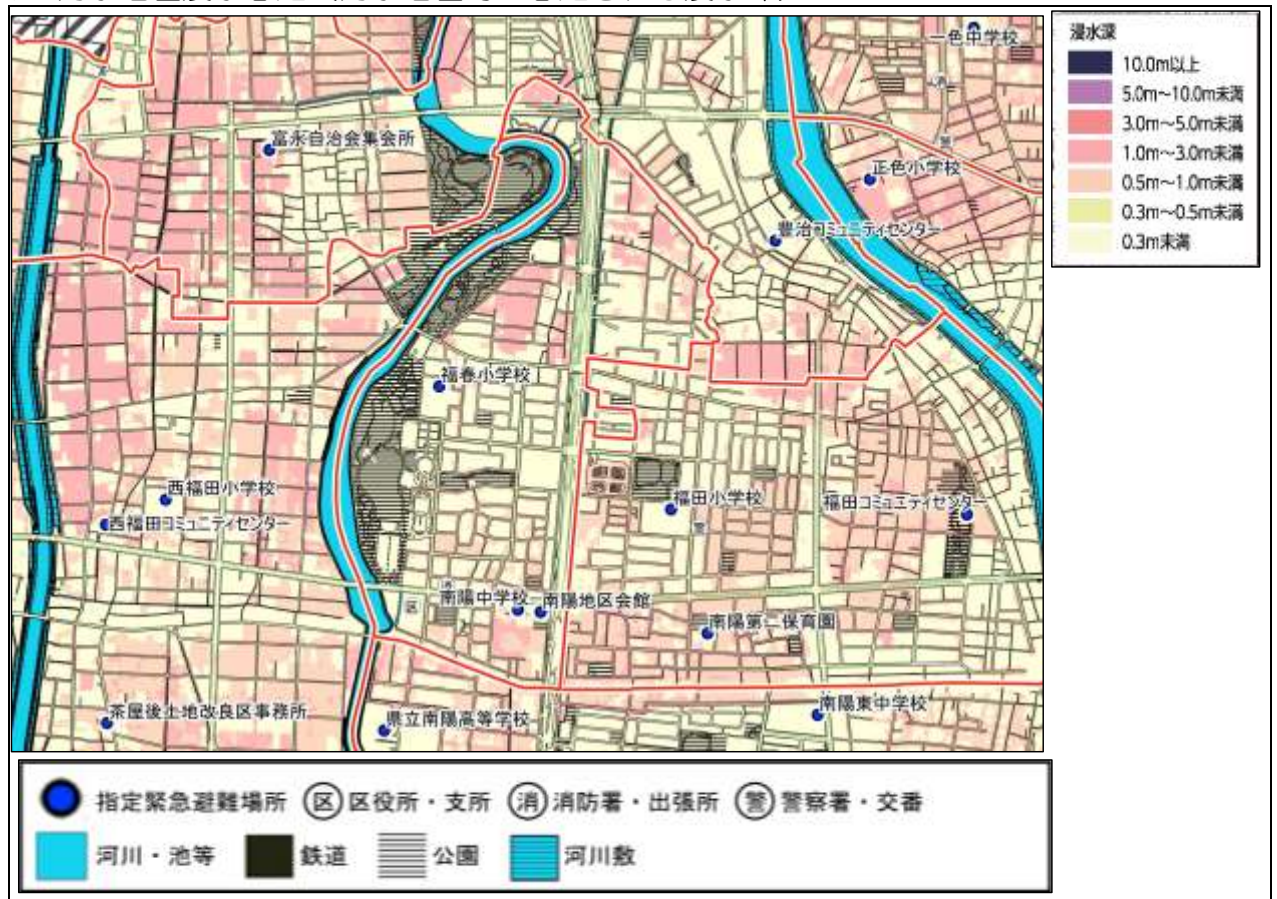 一色中学校
富永自治会集会所
正色小学校
豊治コミュニティセンター
福春小学校
西福田小学校
西福田コミュニティセンター
福田小学校
福田コミュニティセンター
南陽中学校
南陽地区会館
南陽第二保育園
茶屋後土地改良区事務所
県立南陽高等学校
南陽東中学校
消
警
警
消
区
浸水深
10.0m以上
5.0m～10.0m未満
3.0m～5.0m未満
1.0m～3.0m未満
0.5m～1.0m未満
0.3m～0.5m未満
0.3m未満
指定緊急避難場所 区 区役所・支所 消 消防署・出張所 警 警察署・交番
河川・池等 鉄道 公園 河川敷